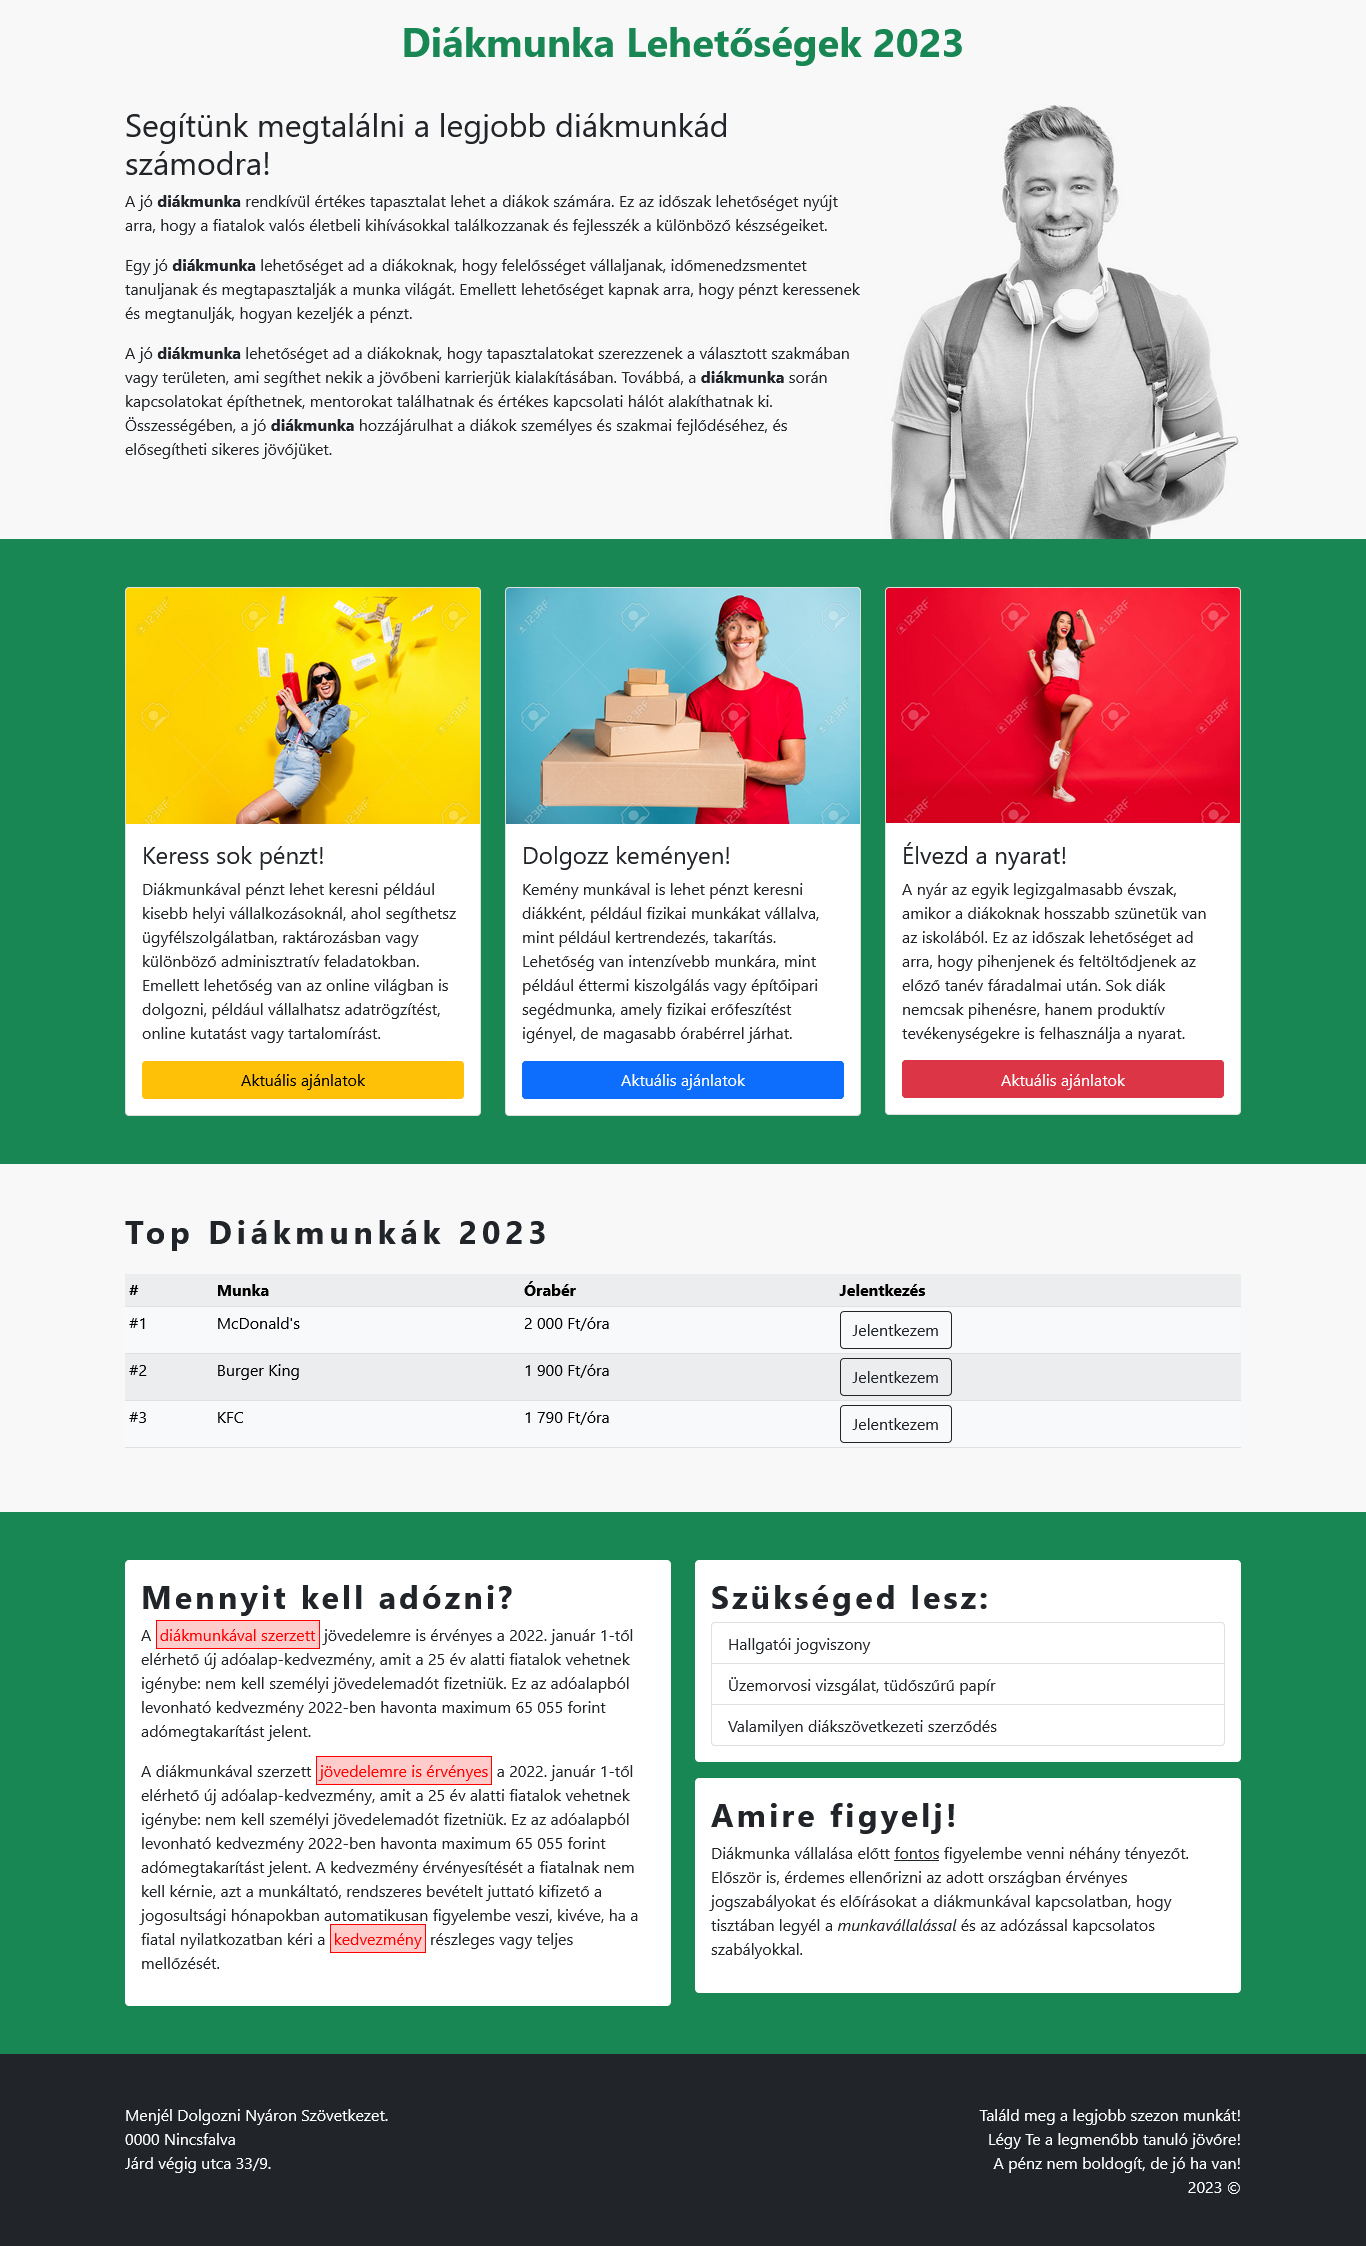 Diákmunka Lehetőségek 2023
Segítünk megtalálni a legjobb diákmunkád
számodra!
A jó diákmunka rendkívül értékes tapasztalat lehet a diákok számára. Ez az időszak lehetőséget nyújt
arra, hogy a fiatalok valós életbeli kihívásokkal találkozzanak és fejlesszék a különböző készségeiket.
Egy jó diákmunka lehetőséget ad a diákoknak, hogy felelősséget vállaljanak, időmenedzsmentet
tanuljanak és megtapasztalják a munka világát. Emellett lehetőséget kapnak arra, hogy pénzt keressenek
és megtanulják, hogyan kezeljék a pénzt.
A jó diákmunka lehetőséget ad a diákoknak, hogy tapasztalatokat szerezzenek a választott szakmában
vagy területen, ami segíthet nekik a jövőbeni karrierjük kialakításában. Továbbá, a diákmunka során
kapcsolatokat építhetnek, mentorokat találhatnak és értékes kapcsolati hálót alakíthatnak ki.
Összességében, a jó diákmunka hozzájárulhat a diákok személyes és szakmai fejlődéséhez, és
elősegítheti sikeres jövőjüket.
Keress sok pénzt!
Diákmunkával pénzt lehet keresni például
kisebb helyi vállalkozásoknál, ahol segíthetsz
ügyfélszolgálatban, raktározásban vagy
különböző adminisztratív feladatokban.
Emellett lehetőség van az online világban is
dolgozni, például vállalhatsz adatrögzítést,
online kutatást vagy tartalomírást.
Aktuális ajánlatok
Dolgozz keményen!
Kemény munkával is lehet pénzt keresni
diákként, például fizikai munkákat vállalva,
mint például kertrendezés, takarítás.
Lehetőség van intenzívebb munkára, mint
például éttermi kiszolgálás vagy építőipari
segédmunka, amely fizikai erőfeszítést
igényel, de magasabb órabérrel járhat.
Aktuális ajánlatok
Élvezd a nyarat!
A nyár az egyik legizgalmasabb évszak,
amikor a diákoknak hosszabb szünetük van
az iskolából. Ez az időszak lehetőséget ad
arra, hogy pihenjenek és feltöltődjenek az
előző tanév fáradalmai után. Sok diák
nemcsak pihenésre, hanem produktív
tevékenységekre is felhasználja a nyarat.
Aktuális ajánlatok
Top Diákmunkák 2023
# Munka Órabér Jelentkezés
#1 McDonald's 2 000 Ft/óra Jelentkezem
#2 Burger King 1 900 Ft/óra Jelentkezem
#3 KFC 1 790 Ft/óra Jelentkezem
Mennyit kell adózni?
A diákmunkával szerzett jövedelemre is érvényes a 2022. január 1-től
elérhető új adóalap-kedvezmény, amit a 25 év alatti fiatalok vehetnek
igénybe: nem kell személyi jövedelemadót fizetniük. Ez az adóalapból
levonható kedvezmény 2022-ben havonta maximum 65 055 forint
adómegtakarítást jelent.
A diákmunkával szerzett jövedelemre is érvényes a 2022. január 1-től
elérhető új adóalap-kedvezmény, amit a 25 év alatti fiatalok vehetnek
igénybe: nem kell személyi jövedelemadót fizetniük. Ez az adóalapból
levonható kedvezmény 2022-ben havonta maximum 65 055 forint
adómegtakarítást jelent. A kedvezmény érvényesítését a fiatalnak nem
kell kérnie, azt a munkáltató, rendszeres bevételt juttató kifizető a
jogosultsági hónapokban automatikusan figyelembe veszi, kivéve, ha a
fiatal nyilatkozatban kéri a kedvezmény részleges vagy teljes
mellőzését.
Szükséged lesz:
Hallgatói jogviszony
Üzemorvosi vizsgálat, tüdőszűrű papír
Valamilyen diákszövetkezeti szerződés
Amire figyelj!
Diákmunka vállalása előtt fontos figyelembe venni néhány tényezőt.
Először is, érdemes ellenőrizni az adott országban érvényes
jogszabályokat és előírásokat a diákmunkával kapcsolatban, hogy
tisztában legyél a munkavállalással és az adózással kapcsolatos
szabályokkal.
Menjél Dolgozni Nyáron Szövetkezet.
0000 Nincsfalva
Járd végig utca 33/9.
Találd meg a legjobb szezon munkát!
Légy Te a legmenőbb tanuló jövőre!
A pénz nem boldogít, de jó ha van!
2023 ©